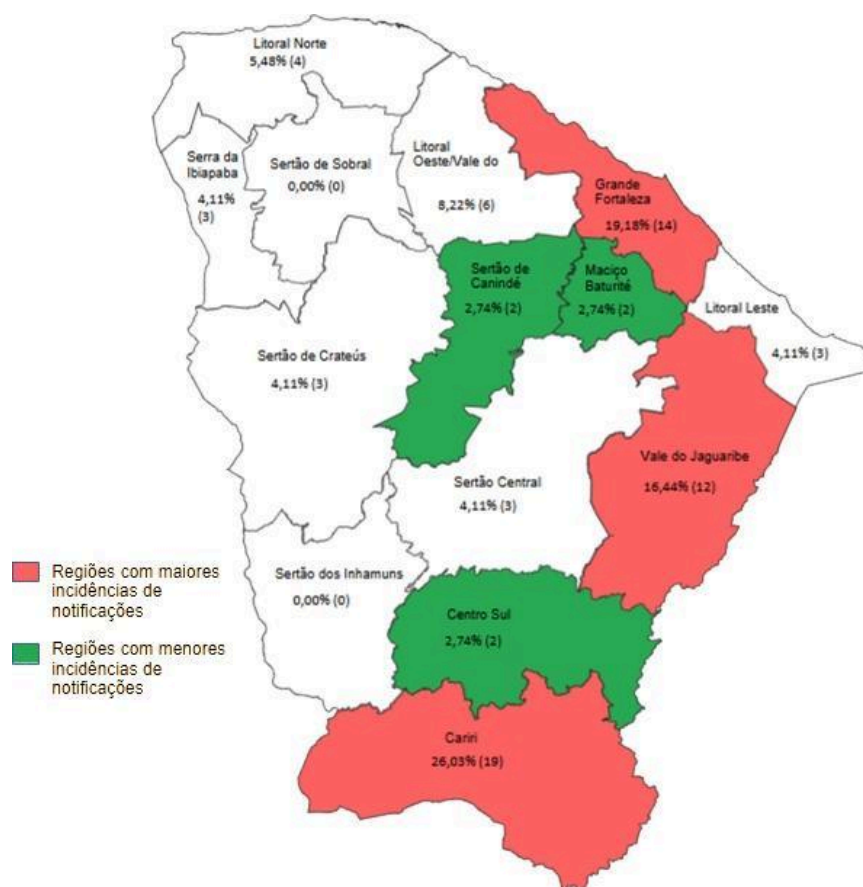 Litoral Norte
5,48% (4)
Serra da
Ibiapaba
4,11%
(3)
Sertão de Sobral
0,00% (0)
Litoral
Oeste/Vale do
8,22% (6)
Grande
Fortaleza
19,18% (14)
Sertão de
Canindé
2,74% (2)
Maciço
Baturité
2,74% (2)
Litoral Leste
4,11% (3)
Sertão de Crateús
4,11% (3)
Sertão Central
4,11% (3)
Vale do Jaguaribe
16,44% (12)
Sertão dos Inhamuns
0,00% (0)
Centro Sul
2,74% (2)
Cariri
26,03% (19)
Regiões com maiores
incidências de
notificações
Regiões com menores
incidências de
notificações